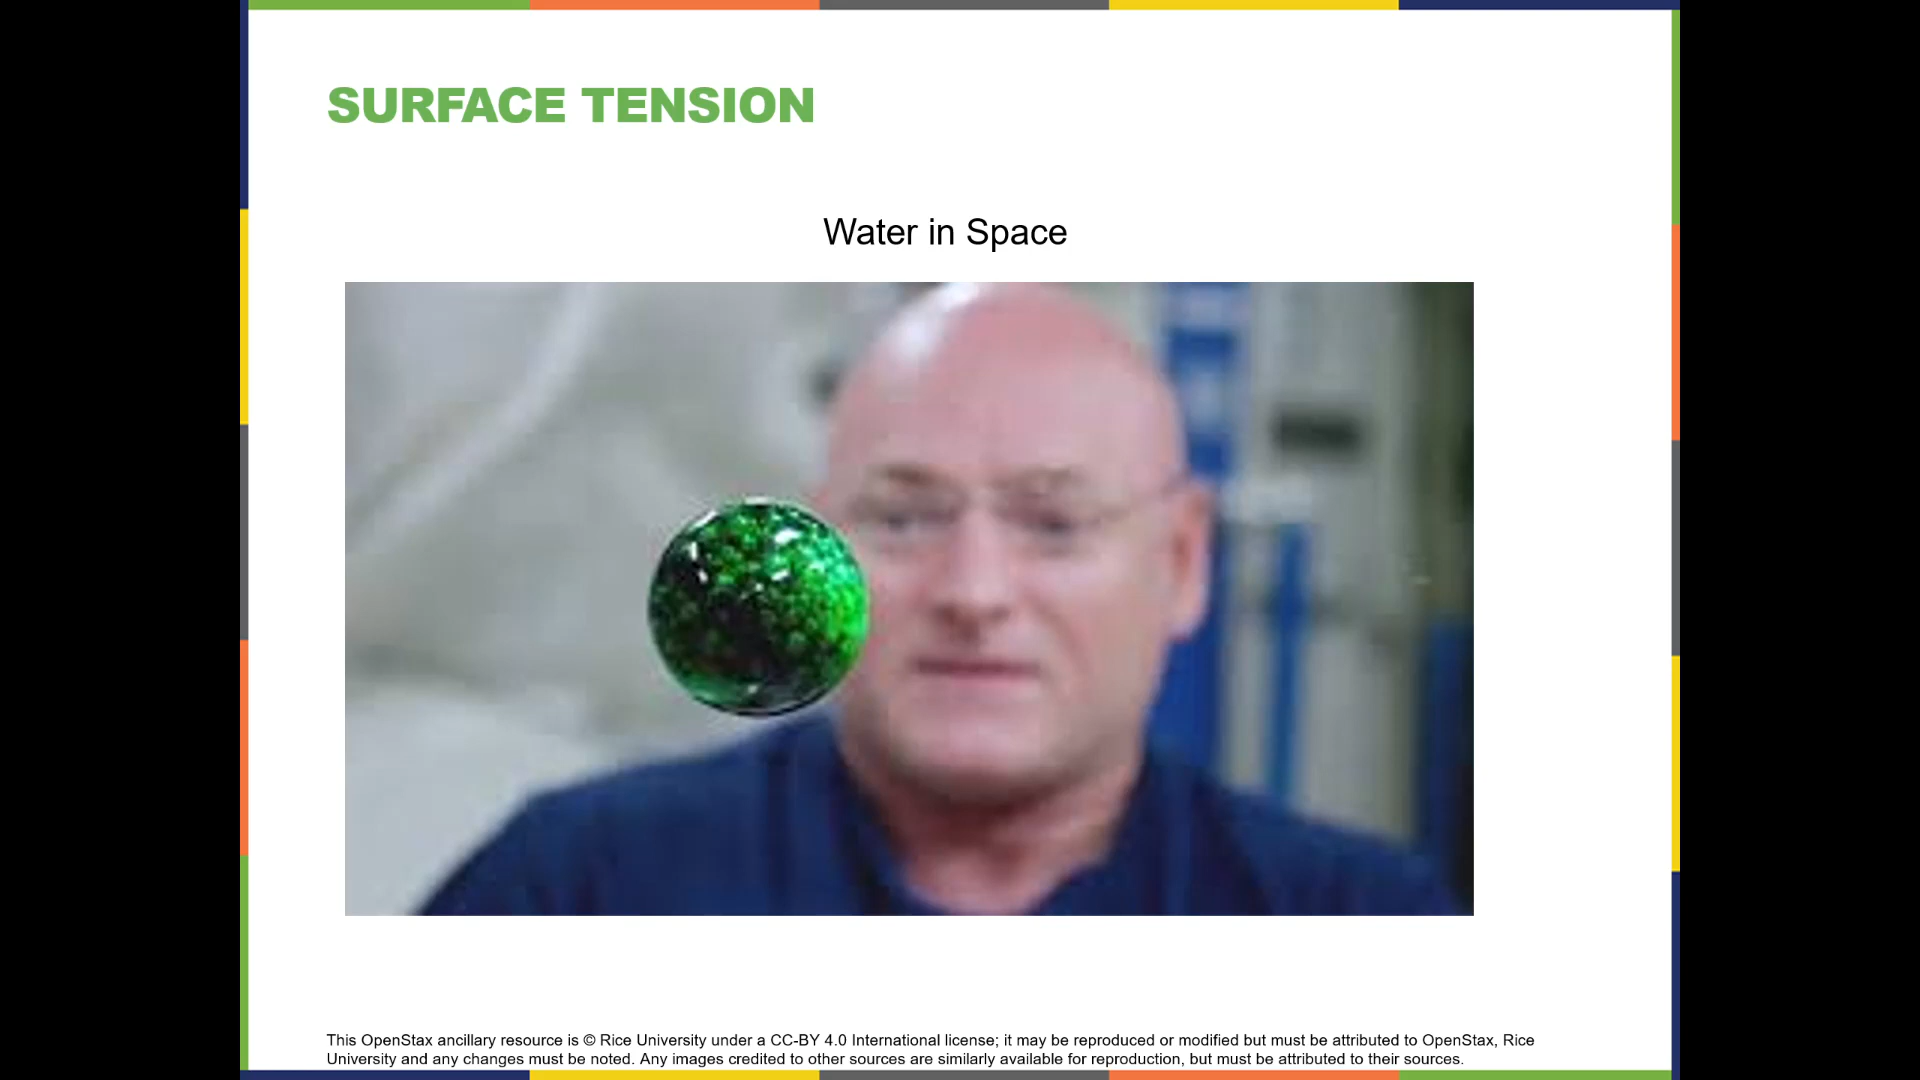 SURFACE TENSION
Water in Space
This OpenStax ancillary resource is © Rice University under a CC-BY 4.0 International license; it may be reproduced or modified but must be attributed to OpenStax, Rice
University and any changes must be noted. Any images credited to other sources are similarly available for reproduction, but must be attributed to their sources.